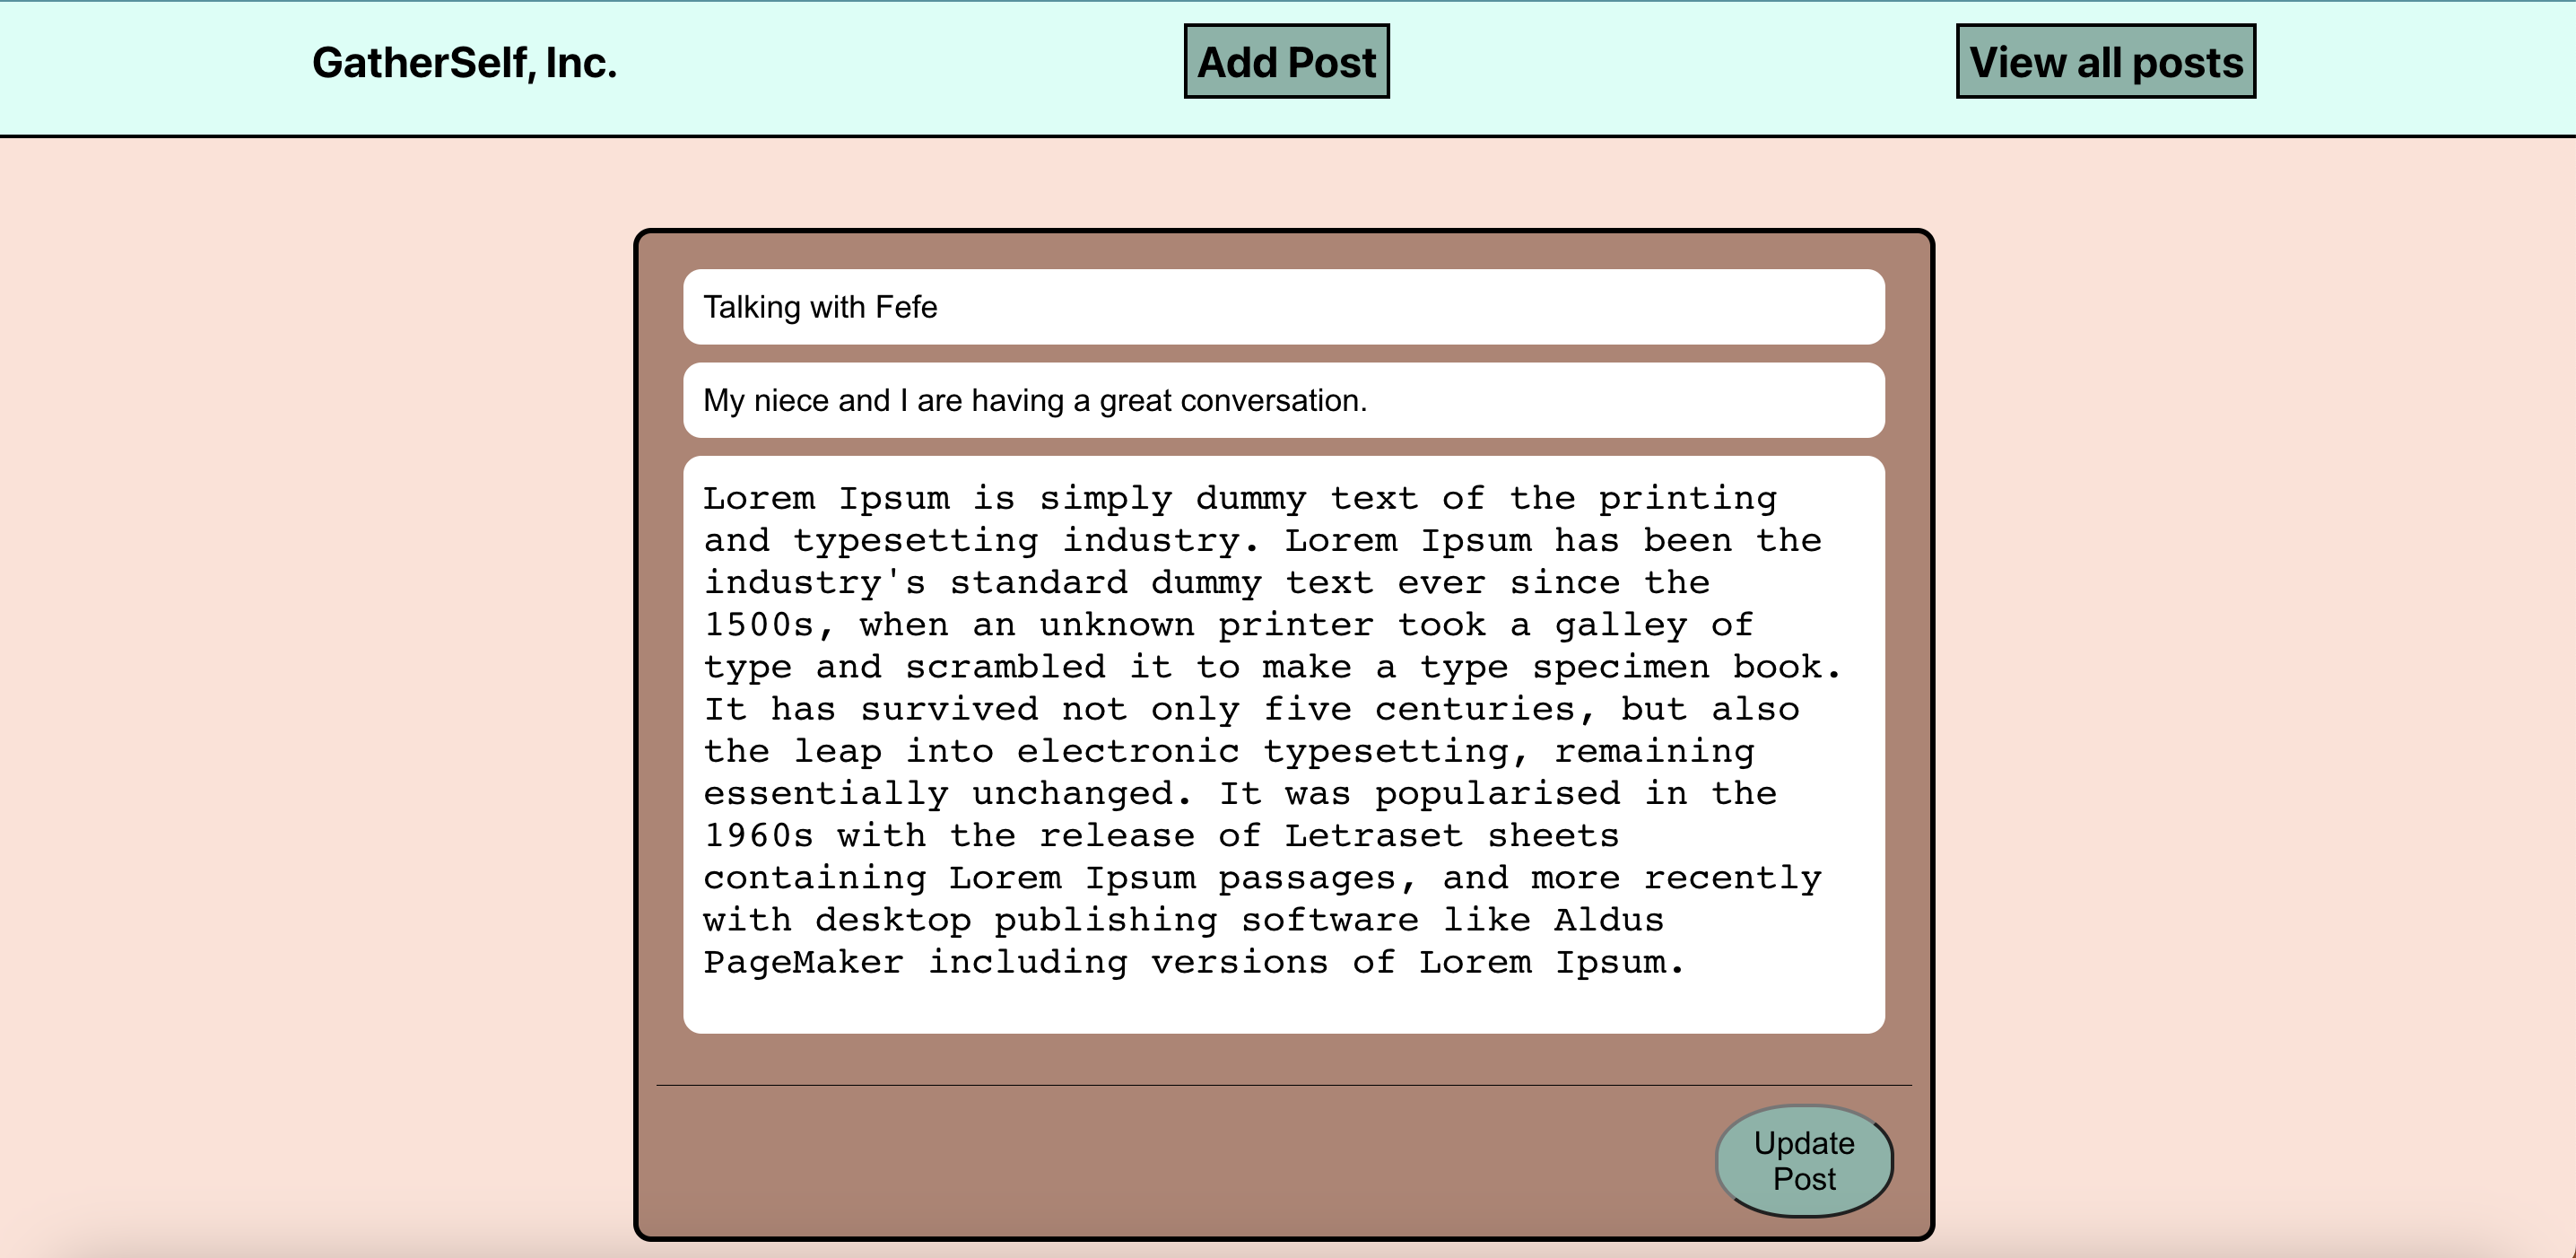 GatherSelf, Inc.
Add Post
View all posts
Talking with Fefe
My niece and I are having a great conversation.
Lorem Ipsum is simply dummy text of the printing
and typesetting industry. Lorem Ipsum has been the
industry's standard dummy text ever since the
1500s, when an unknown printer took a galley of
type and scrambled it to make a type specimen book.
It has survived not only five centuries, but also
the leap into electronic typesetting, remaining
essentially unchanged. It was popularised in the
1960s with the release of Letraset sheets
containing Lorem Ipsum passages, and more recently
with desktop publishing software like Aldus
PageMaker including versions of Lorem Ipsum.
Update
Post